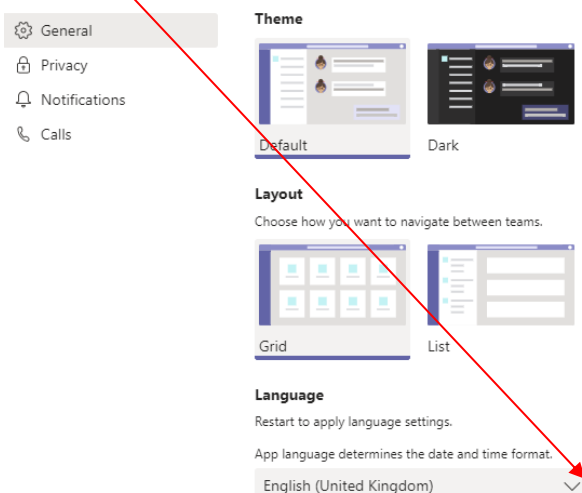 General
Privacy
Notifications
Calls
Theme
Default
Dark
Layout
Choose how you want to navigate between teams.
Grid
List
Language
Restart to apply language settings.
App language determines the date and time format.
English (United Kingdom)